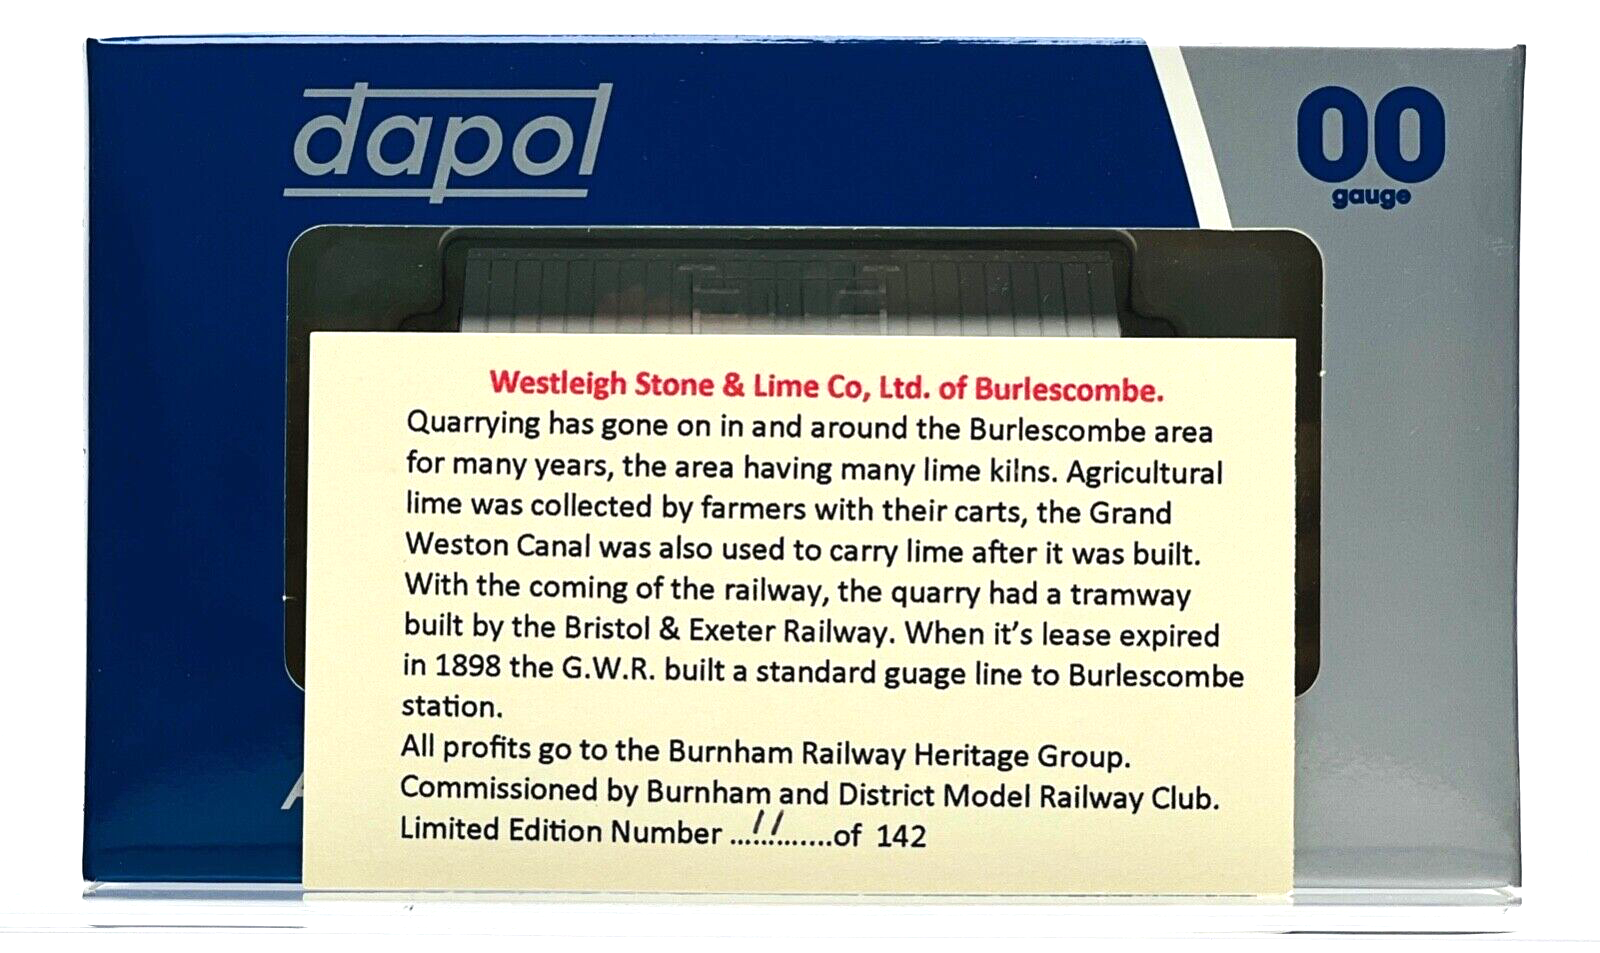 dapol
00
gauge
Westleigh Stone & Lime Co, Ltd. of Burlescombe.
Quarrying has gone on in and around the Burlescombe area
for many years, the area having many lime kilns. Agricultural
lime was collected by farmers with their carts, the Grand
Weston Canal was also used to carry lime after it was built.
With the coming of the railway, the quarry had a tramway
built by the Bristol & Exeter Railway. When it’s lease expired
in 1898 the G.W.R. built a standard guage line to Burlescombe
station.
All profits go to the Burnham Railway Heritage Group.
Commissioned by Burnham and District Model Railway Club.
Limited Edition Number ...11......of 142